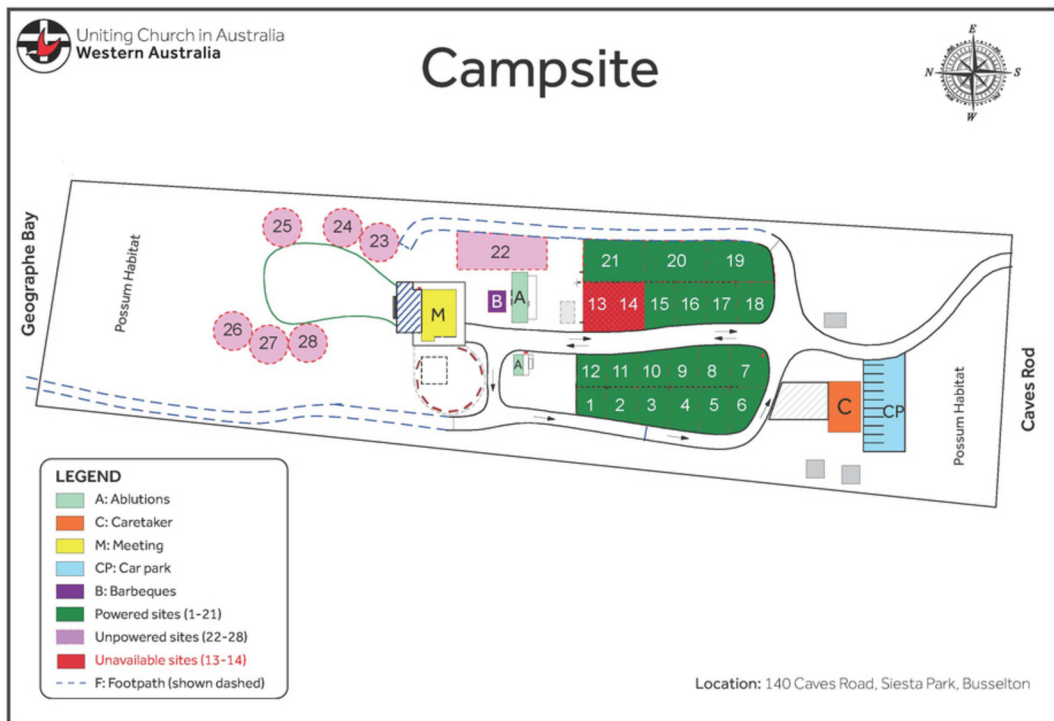 Uniting Church in Australia
Western Australia
Campsite
E
N
S
W
Geographe Bay
Possum Habitat
25
24
23
22
21
20
19
26
27
28
M
B
A
13
14
15
16
17
18
A
12
11
10
9
8
7
1
2
3
4
5
6
C
CP
Possum Habitat
Caves Rod
LEGEND
A: Ablutions
C: Caretaker
M: Meeting
CP: Car park
B: Barbeques
Powered sites (1-21)
Unpowered sites (22-28)
Unavailable sites (13-14)
F: Footpath (shown dashed)
Location: 140 Caves Road, Siesta Park, Busselton